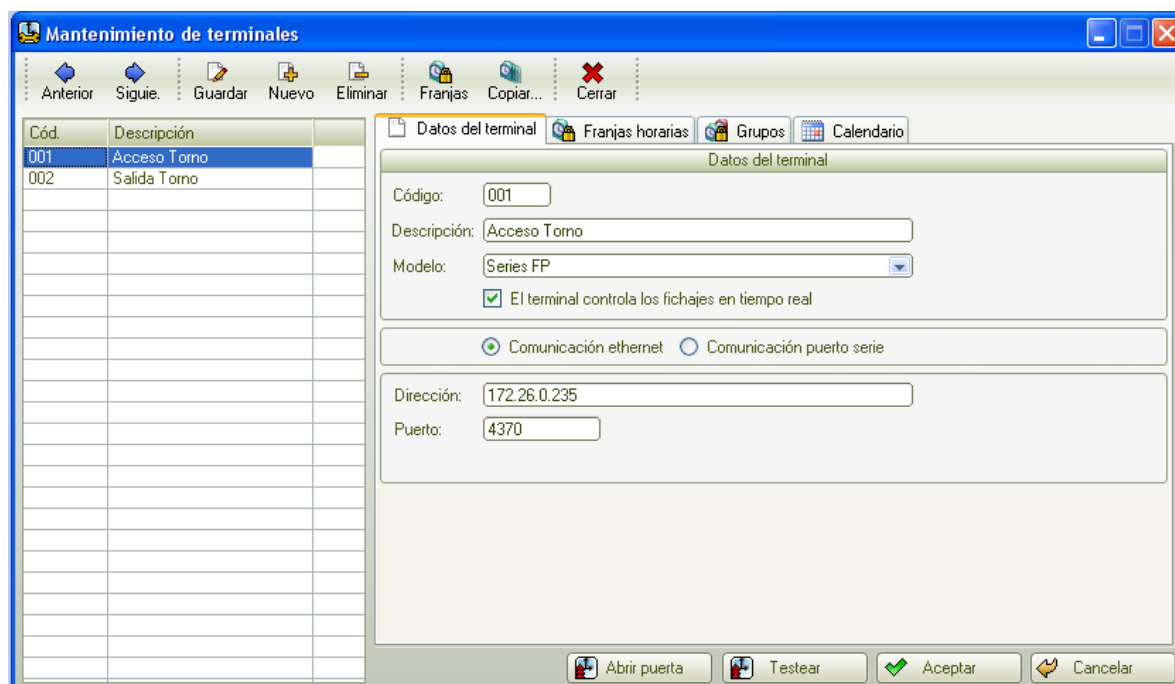 Mantenimiento de terminales
Anterior Siguie. Guardar Nuevo Eliminar Franjas Copiar... Cerrar
Cód. Descripción
001 Acceso Torno
002 Salida Torno
Datos del terminal Franjas horarias Grupos Calendario
Datos del terminal
Código: 001
Descripción: Acceso Torno
Modelo: Series FP
El terminal controla los fichajes en tiempo real
Comunicación ethernet Comunicación puerto serie
Dirección: 172.26.0.235
Puerto: 4370
Abrir puerta Testear Aceptar Cancelar